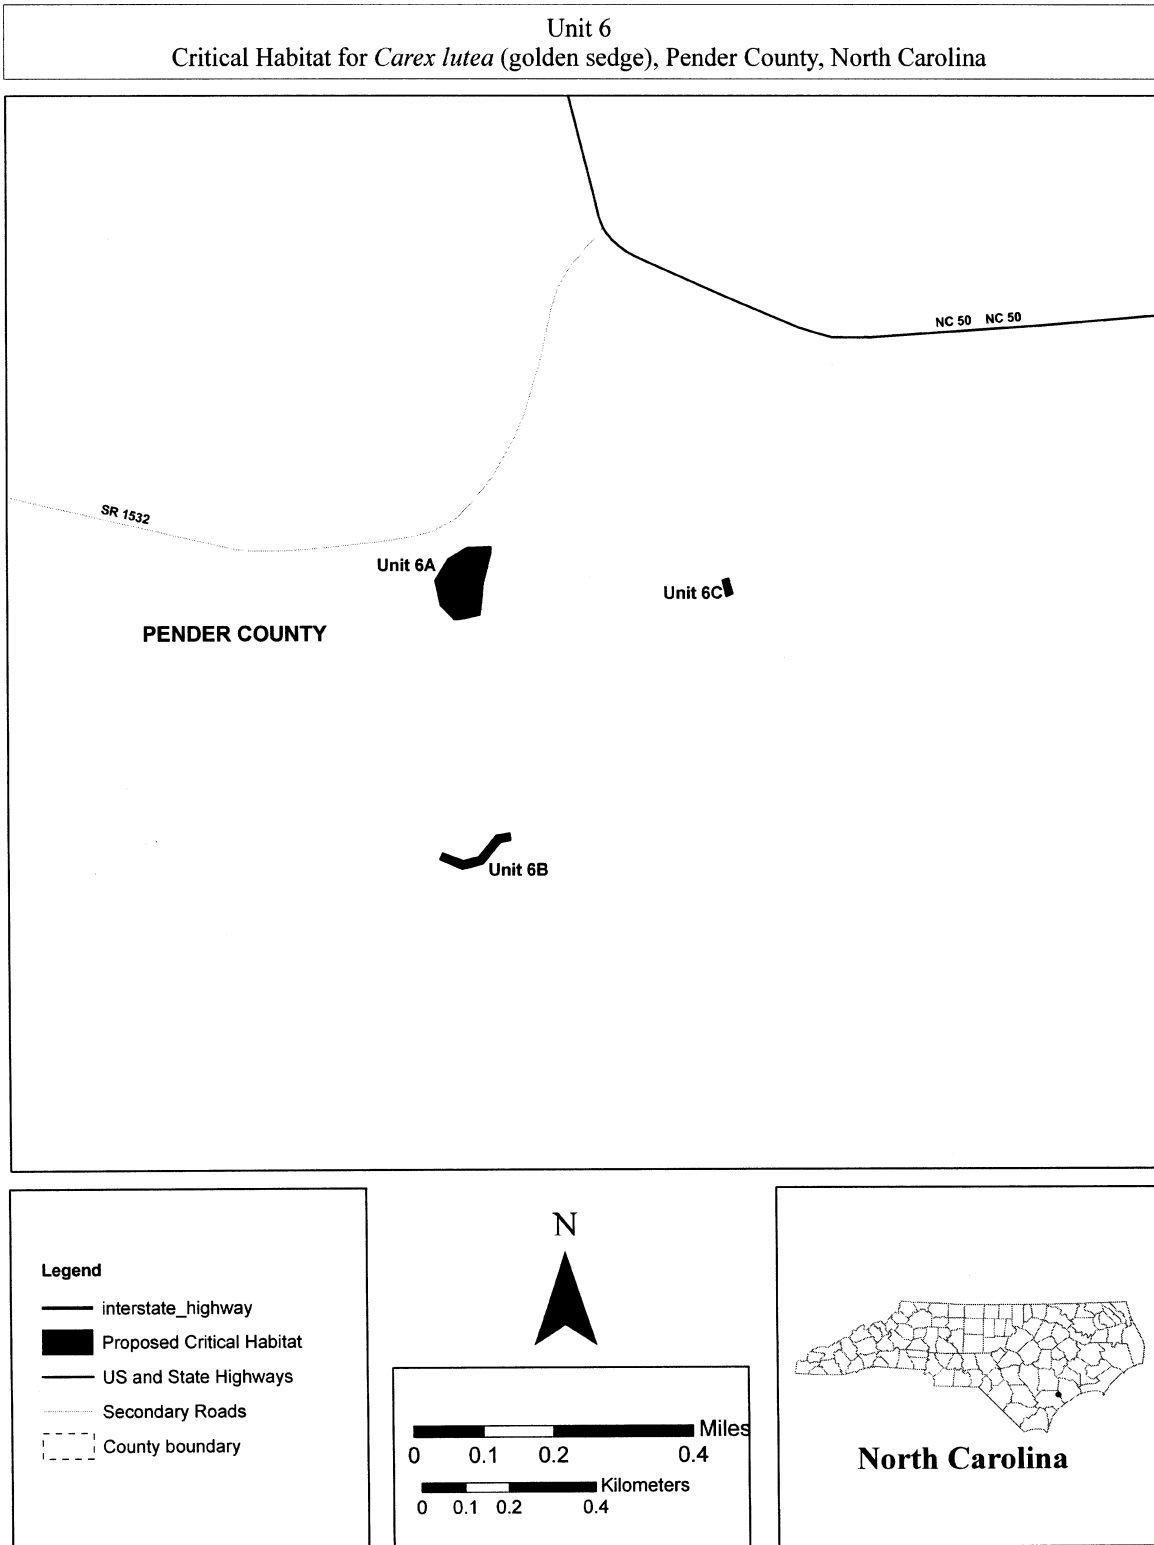 Unit 6
Critical Habitat for Carex lutea (golden sedge), Pender County, North Carolina
NC 50 NC 50
SR 1532
Unit 6A
Unit 6C
PENDER COUNTY
Unit 6B
Legend
interstate_highway
Proposed Critical Habitat
US and State Highways
Secondary Roads
County boundary
N
Miles
0 0.1 0.2 0.4
Kilometers
0 0.1 0.2 0.4
North Carolina